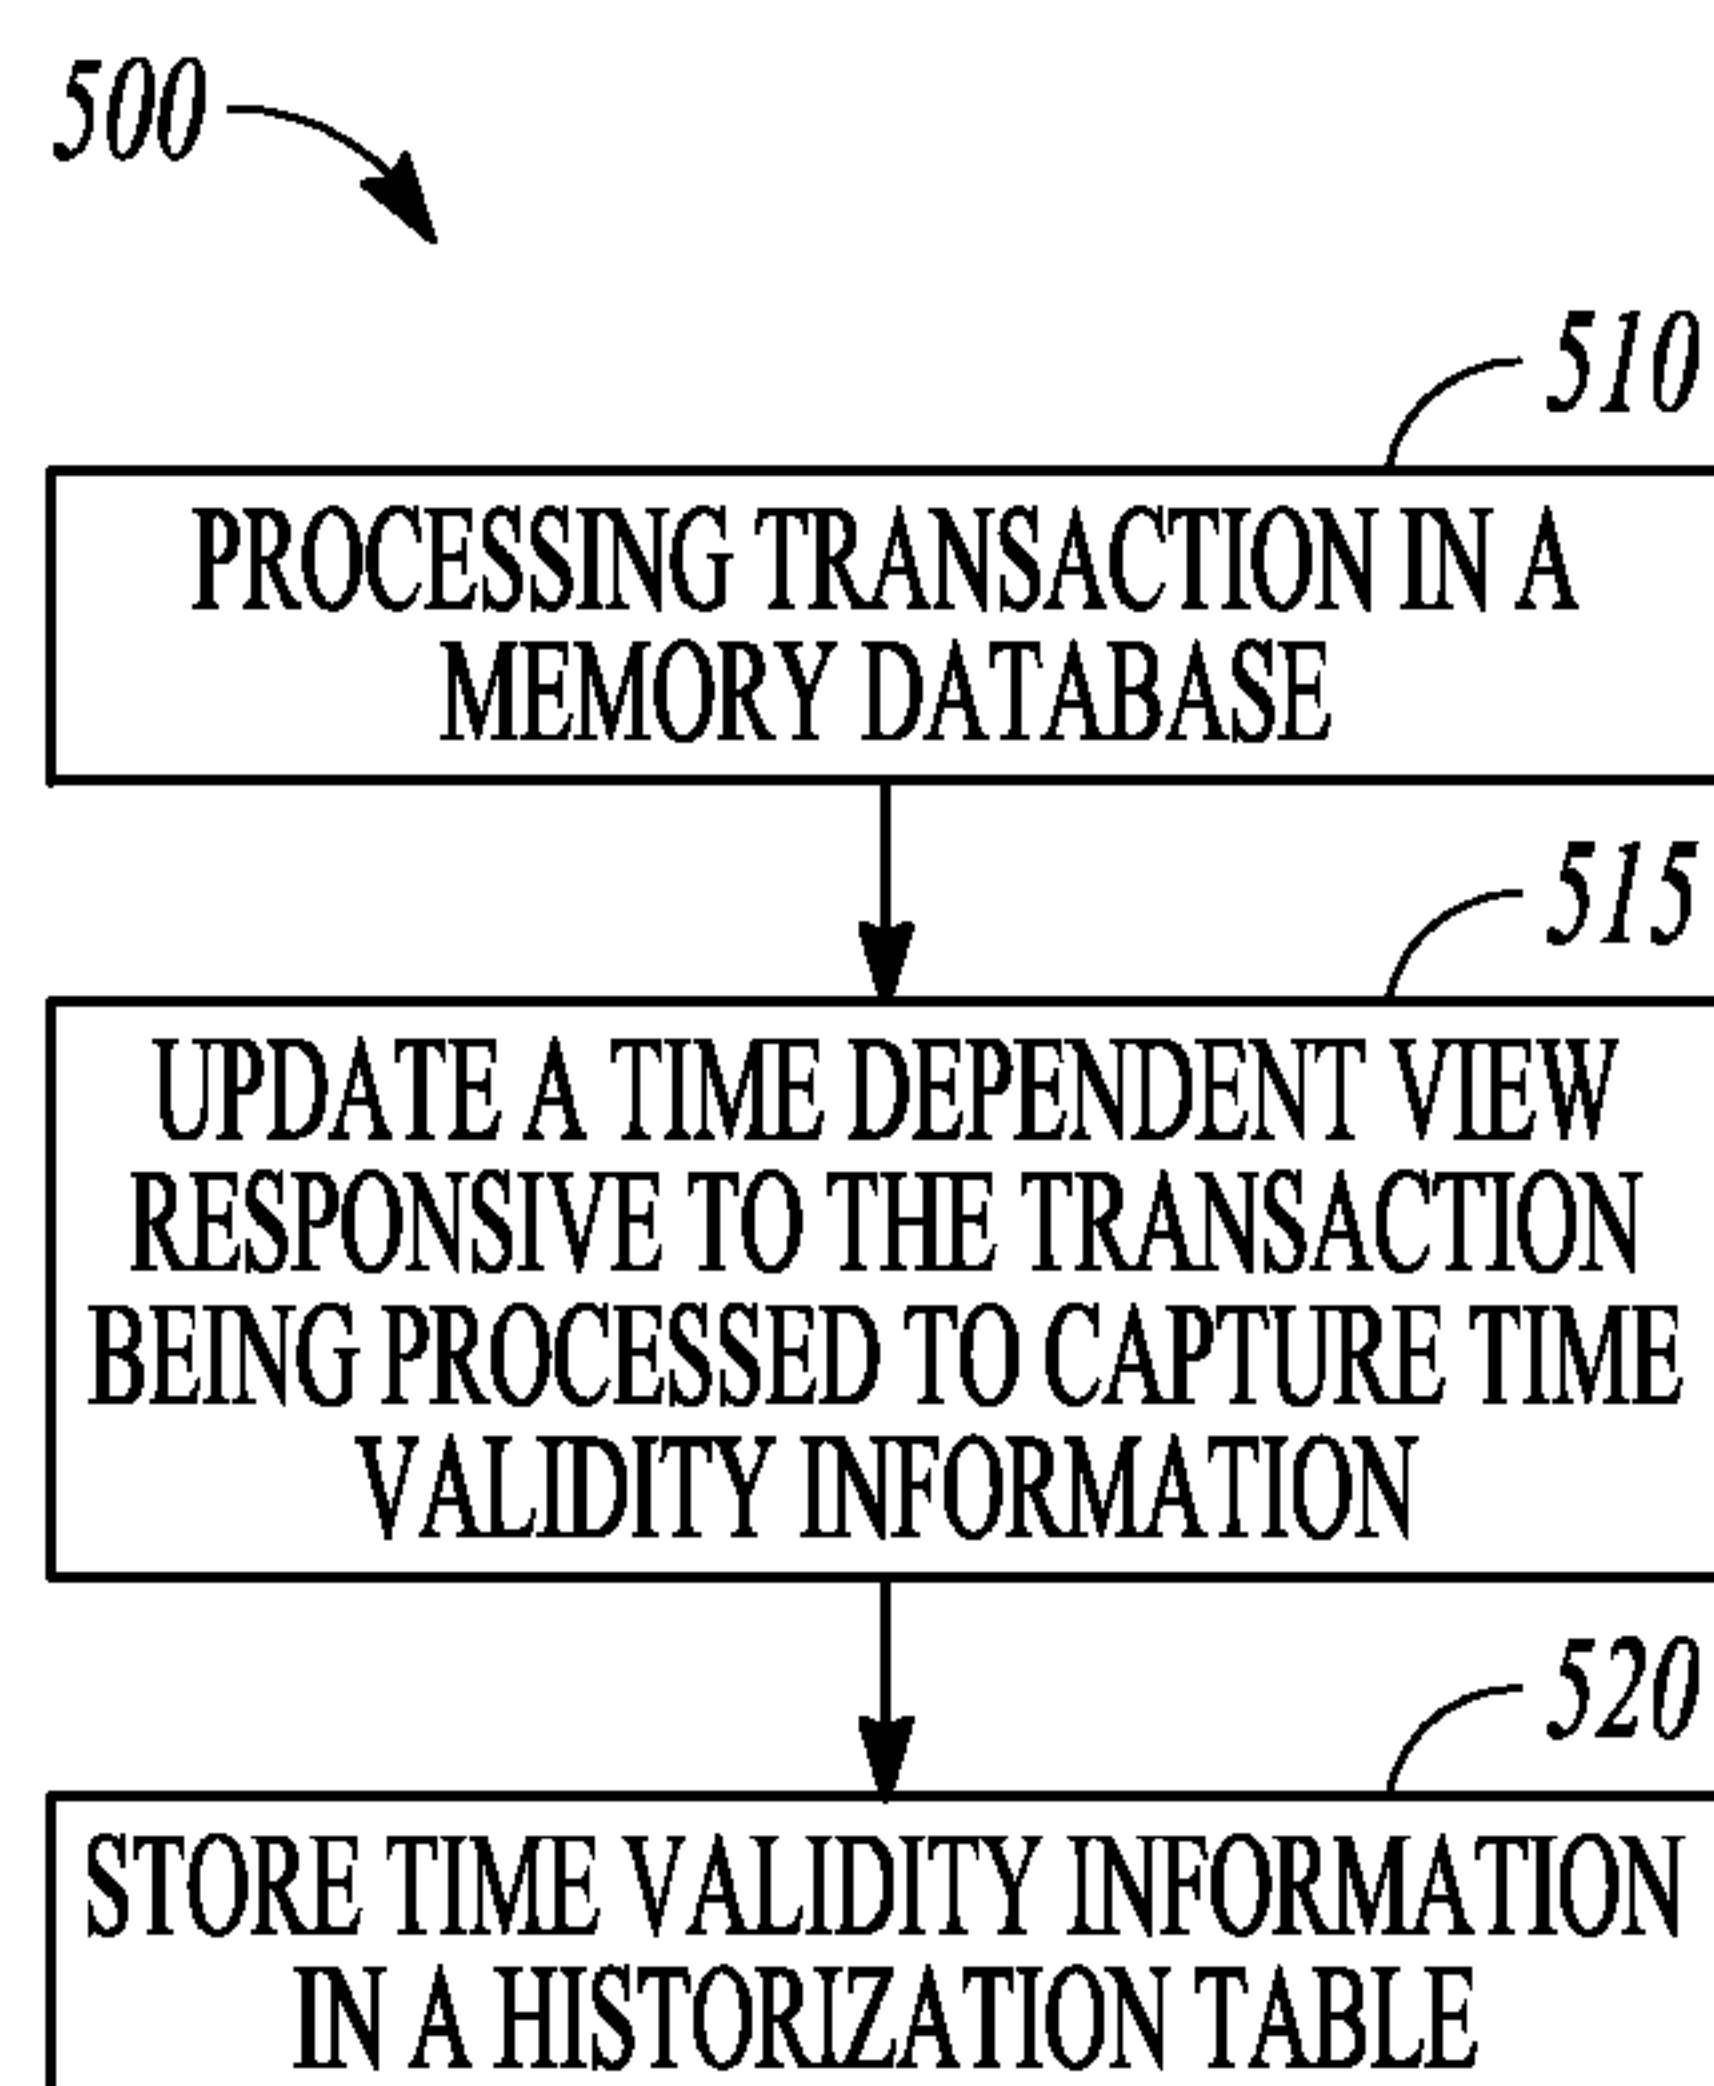 500
510
PROCESSING TRANSACTION IN A
MEMORY DATABASE
515
UPDATE A TIME DEPENDENT VIEW
RESPONSIVE TO THE TRANSACTION
BEING PROCESSED TO CAPTURE TIME
VALIDITY INFORMATION
520
STORE TIME VALIDITY INFORMATION
IN A HISTORIZATION TABLE